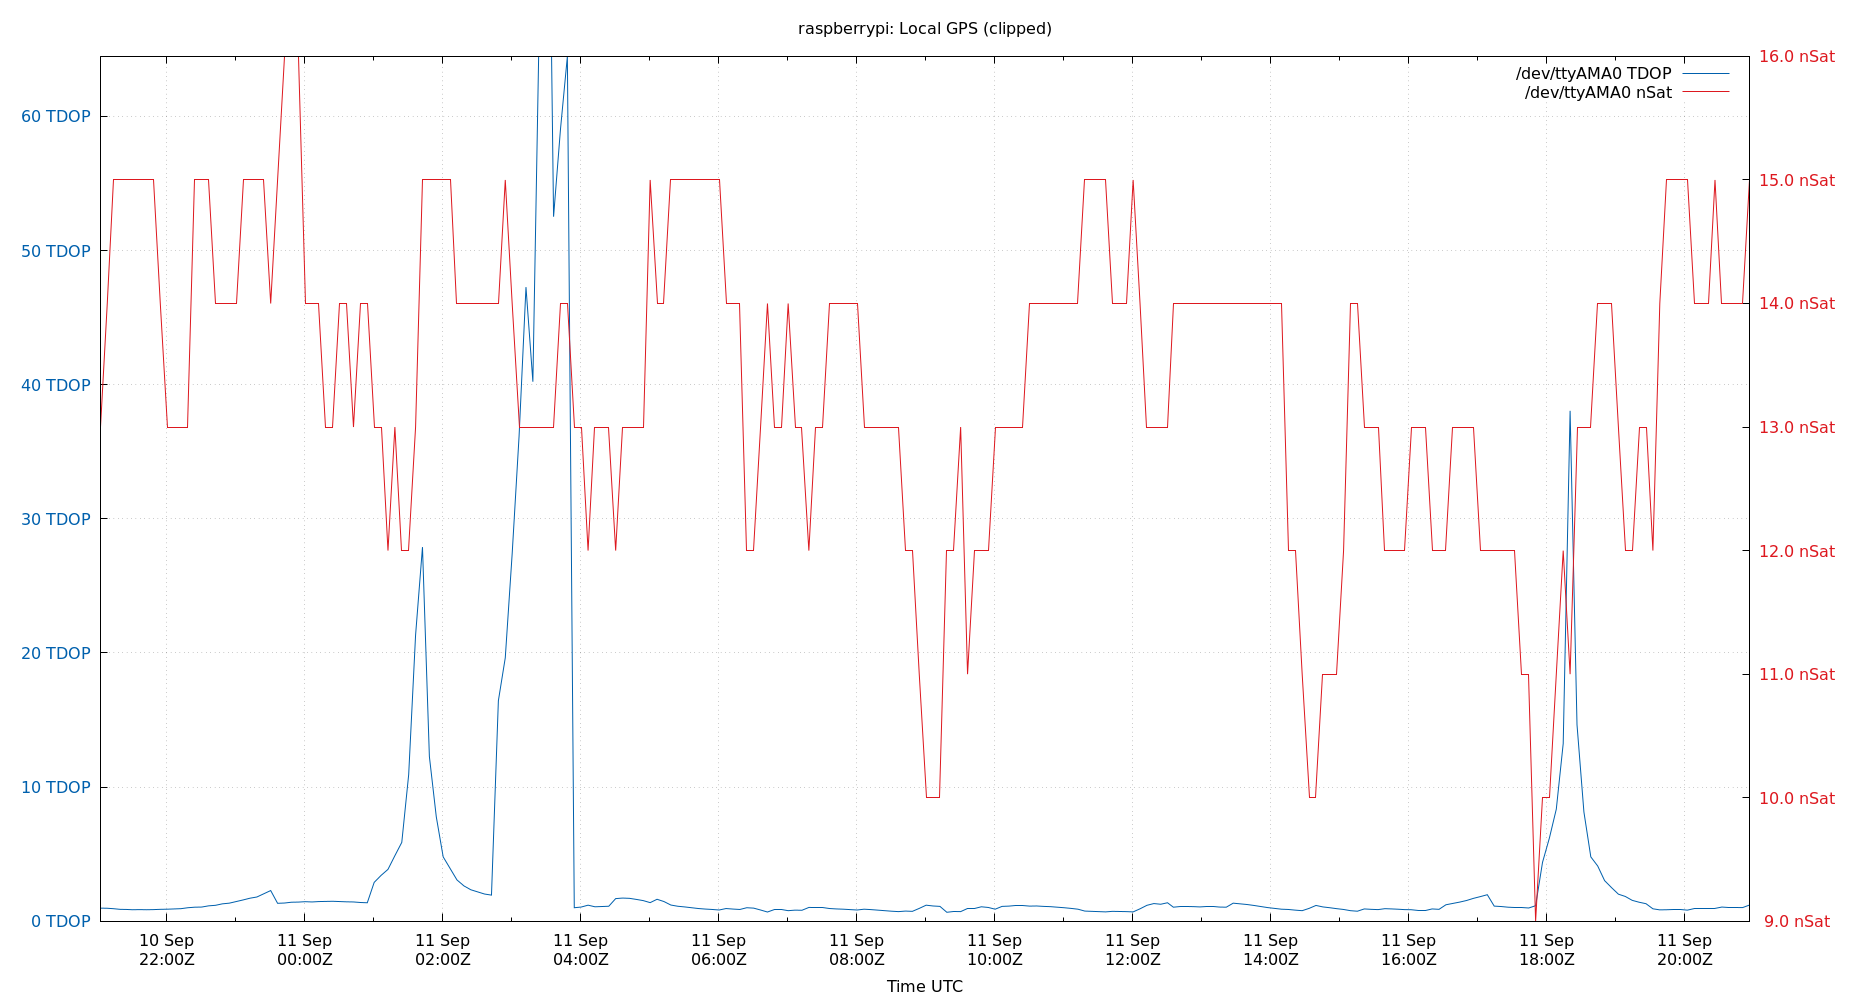 raspberrypi: Local GPS (clipped)
/dev/ttyAMA0 TDOP
/dev/ttyAMA0 nSat
60 TDOP
50 TDOP
40 TDOP
30 TDOP
20 TDOP
10 TDOP
0 TDOP
16.0 nSat
15.0 nSat
14.0 nSat
13.0 nSat
12.0 nSat
11.0 nSat
10.0 nSat
9.0 nSat
10 Sep
22:00Z
11 Sep
00:00Z
11 Sep
02:00Z
11 Sep
04:00Z
11 Sep
06:00Z
11 Sep
08:00Z
11 Sep
10:00Z
11 Sep
12:00Z
11 Sep
14:00Z
11 Sep
16:00Z
11 Sep
18:00Z
11 Sep
20:00Z
Time UTC